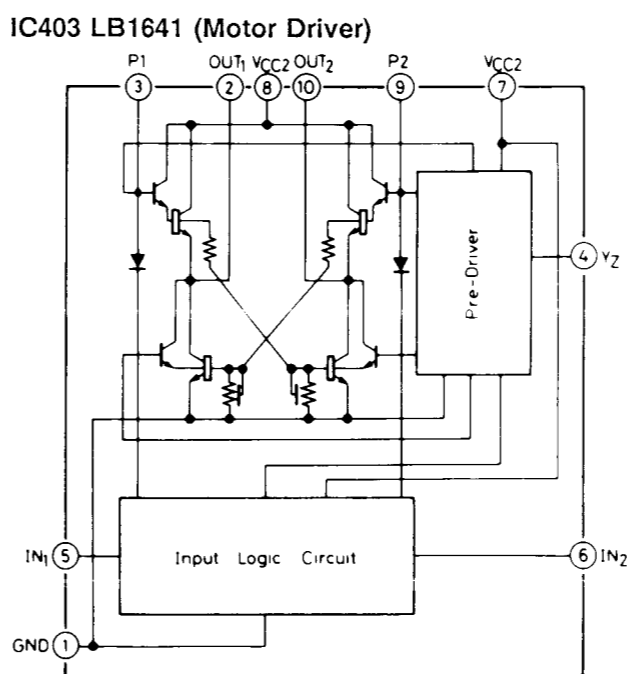 IC403 LB1641 (Motor Driver)
P1 OUT1 VCC2 OUT2 P2 VCC2
3 2 8 10 9 7
Pre-Driver
4 VZ
IN1 5 Input Logic Circuit 6 IN2
GND 1